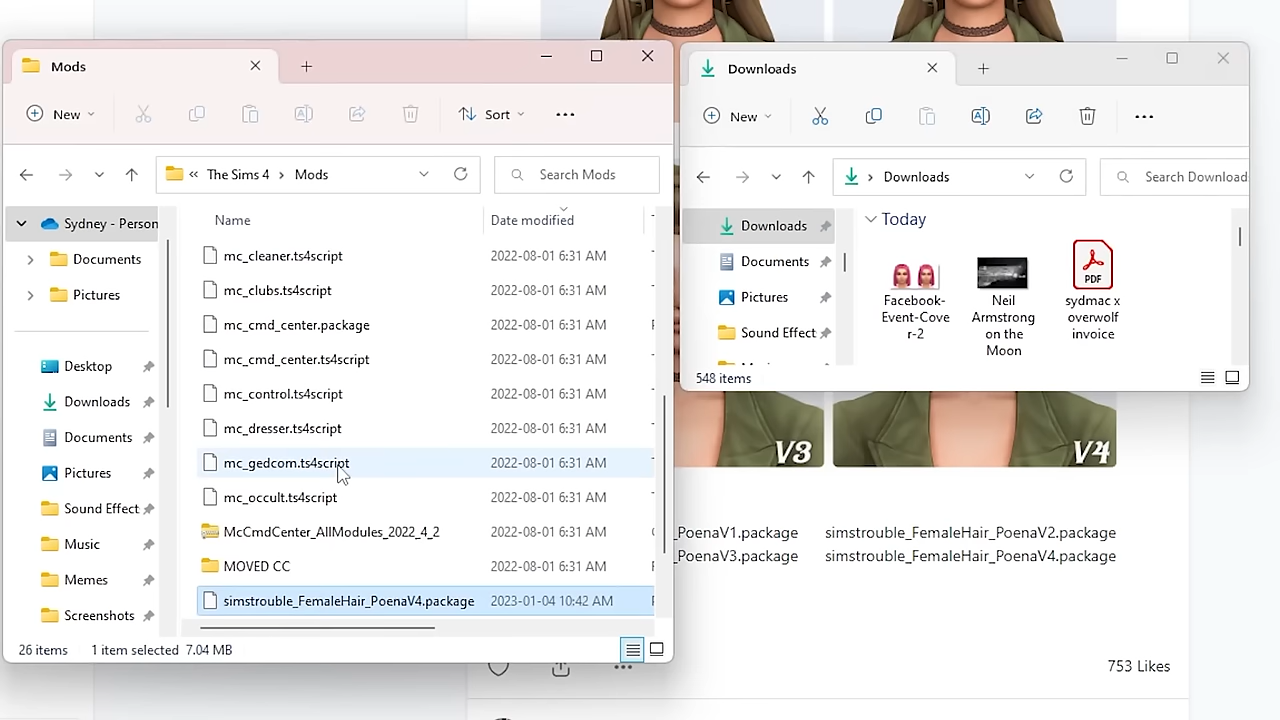 Mods
New
Sort
The Sims 4
Mods
Search Mods
Sydney - Person
Documents
Pictures
Desktop
Downloads
Documents
Pictures
Sound Effect
Music
Memes
Screenshots
Name
Date modified
mc_cleaner.ts4script 2022-08-01 6:31 AM
mc_clubs.ts4script 2022-08-01 6:31 AM
mc_cmd_center.package 2022-08-01 6:31 AM
mc_cmd_center.ts4script 2022-08-01 6:31 AM
mc_control.ts4script 2022-08-01 6:31 AM
mc_dresser.ts4script 2022-08-01 6:31 AM
mc_gedcom.ts4script 2022-08-01 6:31 AM
mc_occult.ts4script 2022-08-01 6:31 AM
McCmdCenter_AllModules_2022_4_2 2022-08-01 6:31 AM
MOVED CC 2022-08-01 6:31 AM
simstrouble_FemaleHair_PoenaV4.package 2023-01-04 10:42 AM
26 items 1 item selected 7.04 MB
Downloads
New
Downloads
Search Download
Downloads
Documents
Pictures
Sound Effect
Today
Facebook-
Event-Cove
r-2
Neil
Armstrong
on the
Moon
PDF
sydmac x
overwolf
invoice
548 items
V3
V4
_PoenaV1.package simstrouble_FemaleHair_PoenaV2.package
_PoenaV3.package simstrouble_FemaleHair_PoenaV4.package
753 Likes